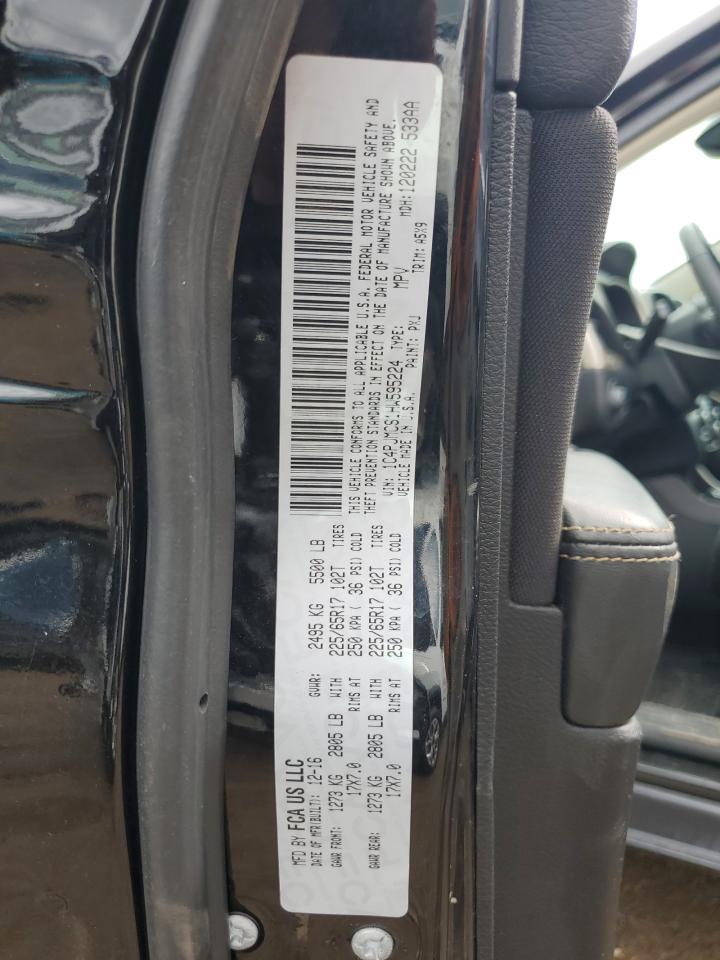 MFD BY FCA US LLC
DATE OF MFR(BUILT): 12-16 GVWR: 2495 KG 5500 LB
GAWR FRONT: 1273 KG 2805 LB WITH 225/65R17 102T TIRES
17X7.0 RIMS AT 250 KPA ( 36 PSI) COLD
GAWR REAR: 1273 KG 2805 LB WITH 225/65R17 102T TIRES
17X7.0 RIMS AT 250 KPA ( 36 PSI) COLD
THIS VEHICLE CONFORMS TO ALL APPLICABLE U.S.A. FEDERAL MOTOR VEHICLE SAFETY AND
THEFT PREVENTION STANDARDS IN EFFECT ON THE DATE OF MANUFACTURE SHOWN ABOVE.
VIN: TYPE: MPV MDH:120222 533AA
VEHICLE MADE IN U.S.A. PAINT: PXJ TRIM: A5X9